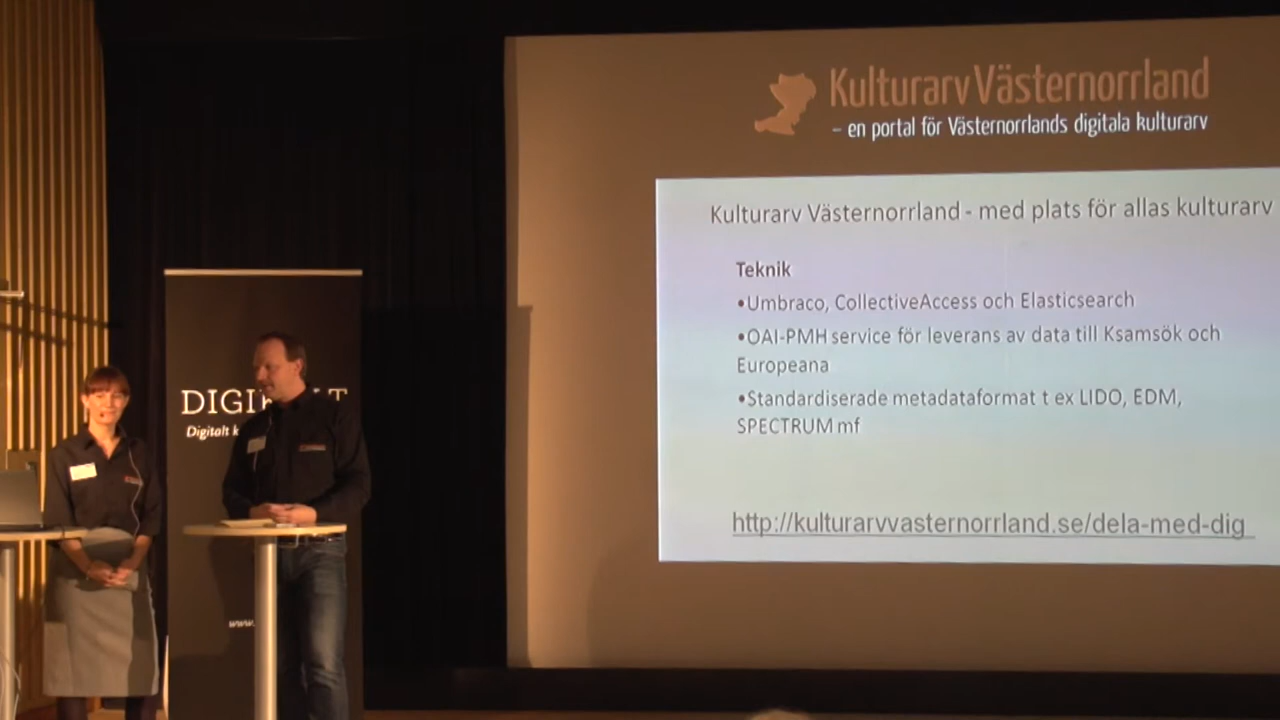 KulturarvVästernorrland
– en portal för Västernorrlands digitala kulturarv
Kulturarv Västernorrland - med plats för allas kulturarv
Teknik
•Umbraco, CollectiveAccess och Elasticsearch
•OAI-PMH service för leverans av data till Ksamsök och
Europeana
•Standardiserade metadataformat t ex LIDO, EDM,
SPECTRUM mf
http://kulturarvvasternorrland.se/dela-med-dig
Digitalt
www.